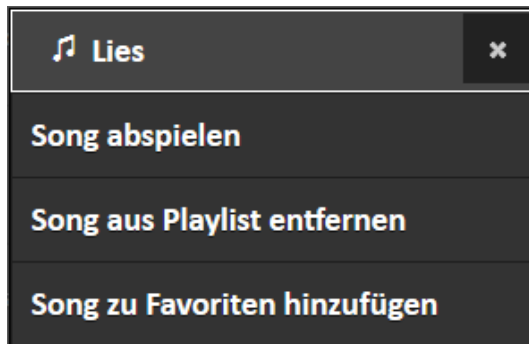 Lies
Song abspielen
Song aus Playlist entfernen
Song zu Favoriten hinzufügen